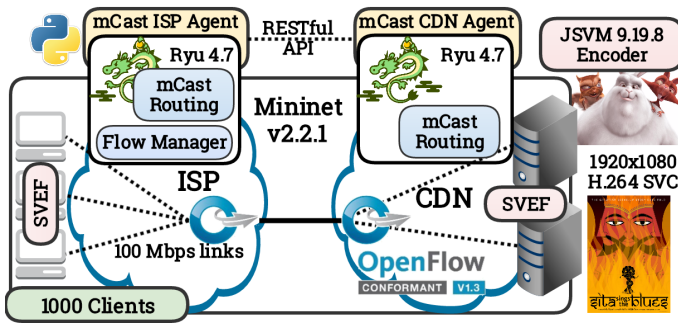 mCast ISP Agent
RESTful
API
mCast CDN Agent
JSVM 9.19.8
Encoder
Ryu 4.7
Ryu 4.7
mCast
Routing
Flow Manager
Mininet
v2.2.1
mCast
Routing
1920x1080
H.264 SVC
SVEF
ISP
CDN
SVEF
100 Mbps links
OpenFlow
CONFORMANT
V1.3
sita sings
the blues
1000 Clients